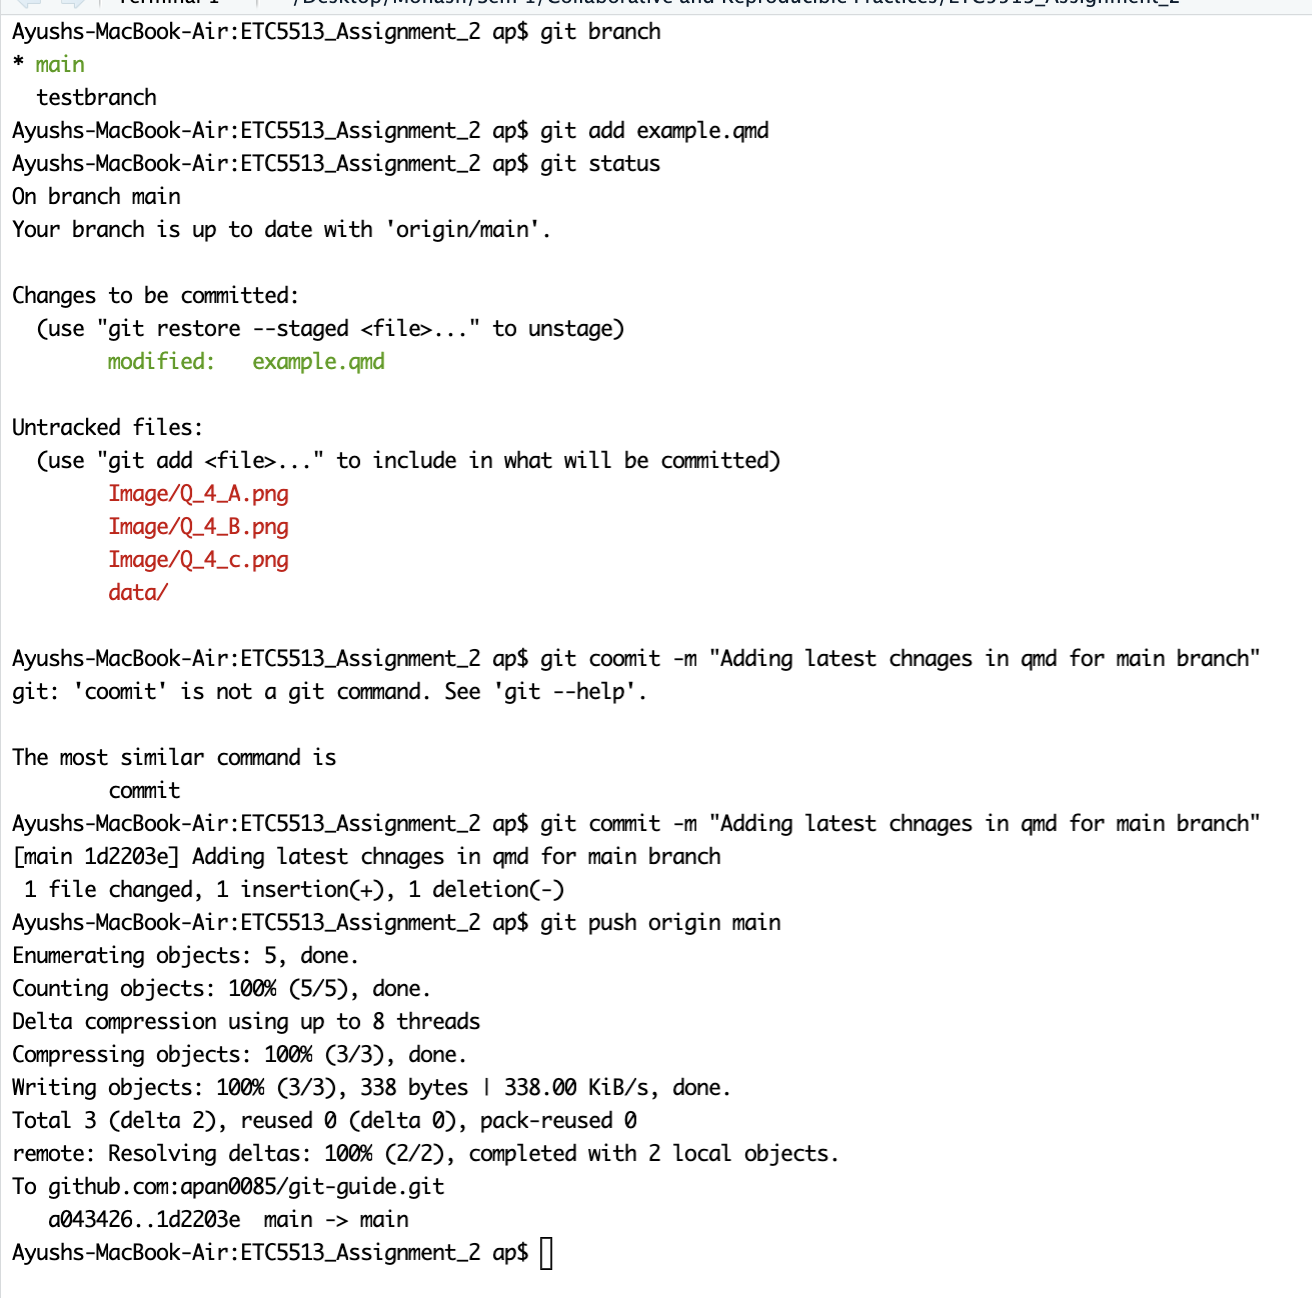 Terminal 1 ~/Desktop/Monash/Sem 1/Collaborative and Reproducible Practices/ETC5513_Assignment_2
Ayushs-MacBook-Air:ETC5513_Assignment_2 ap$ git branch
* main
  testbranch
Ayushs-MacBook-Air:ETC5513_Assignment_2 ap$ git add example.qmd
Ayushs-MacBook-Air:ETC5513_Assignment_2 ap$ git status
On branch main
Your branch is up to date with 'origin/main'.

Changes to be committed:
  (use "git restore --staged <file>..." to unstage)
        modified:   example.qmd

Untracked files:
  (use "git add <file>..." to include in what will be committed)
        Image/Q_4_A.png
        Image/Q_4_B.png
        Image/Q_4_c.png
        data/

Ayushs-MacBook-Air:ETC5513_Assignment_2 ap$ git coomit -m "Adding latest chnages in qmd for main branch"
git: 'coomit' is not a git command. See 'git --help'.

The most similar command is
        commit
Ayushs-MacBook-Air:ETC5513_Assignment_2 ap$ git commit -m "Adding latest chnages in qmd for main branch"
[main 1d2203e] Adding latest chnages in qmd for main branch
 1 file changed, 1 insertion(+), 1 deletion(-)
Ayushs-MacBook-Air:ETC5513_Assignment_2 ap$ git push origin main
Enumerating objects: 5, done.
Counting objects: 100% (5/5), done.
Delta compression using up to 8 threads
Compressing objects: 100% (3/3), done.
Writing objects: 100% (3/3), 338 bytes | 338.00 KiB/s, done.
Total 3 (delta 2), reused 0 (delta 0), pack-reused 0
remote: Resolving deltas: 100% (2/2), completed with 2 local objects.
To github.com:apan0085/git-guide.git
   a043426..1d2203e  main -> main
Ayushs-MacBook-Air:ETC5513_Assignment_2 ap$